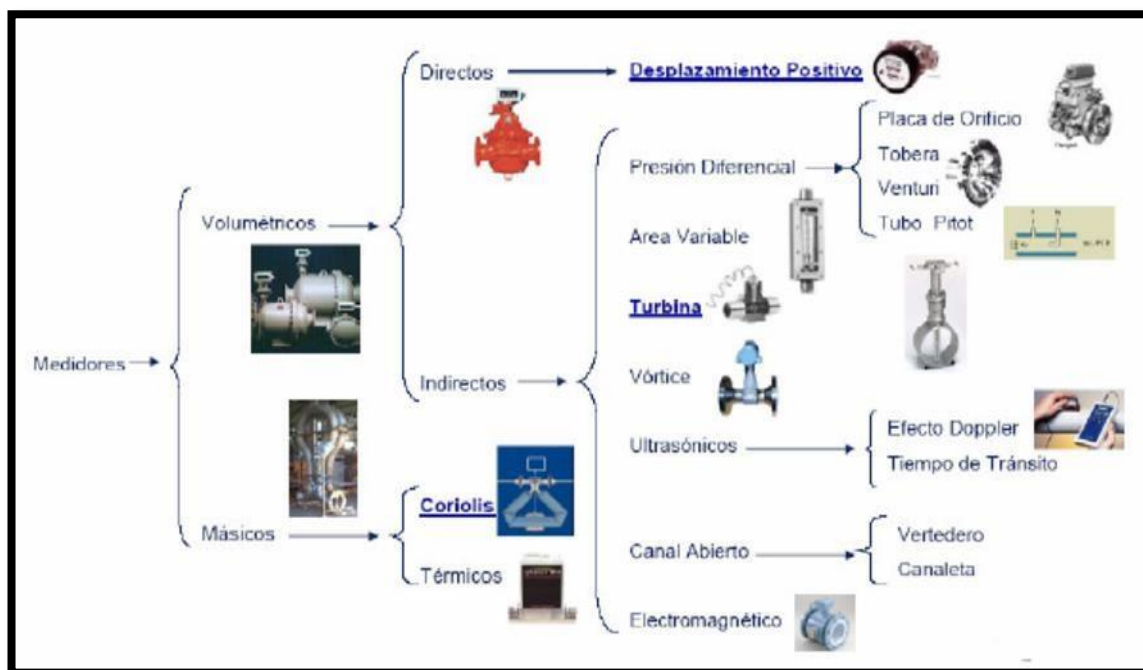 Directos
Desplazamiento Positivo
Placa de Orificio
Presión Diferencial
Tobera
Venturi
Tubo Pitot
Volumétricos
Area Variable
Turbina
Medidores
Indirectos
Vórtice
Ultrasónicos
Efecto Doppler
Tiempo de Tránsito
Másicos
Coriolis
Térmicos
Canal Abierto
Vertedero
Canaleta
Electromagnético